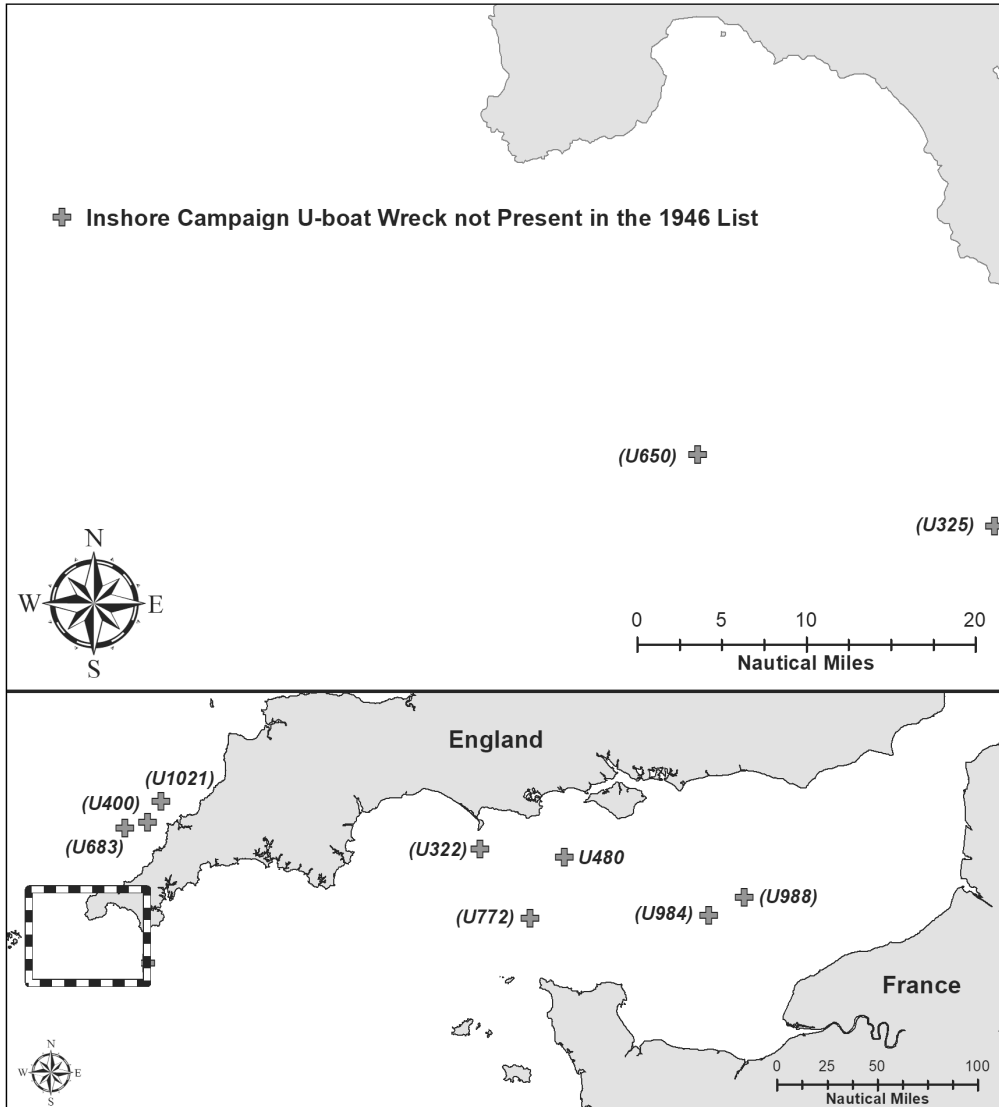 Inshore Campaign U-boat Wreck not Present in the 1946 List
(U650)
(U325)
N
W E
S
0 5 10 20
Nautical Miles
England
(U1021)
(U400)
(U683)
(U322)
U480
(U772)
(U984)
(U988)
France
N
W E
S
0 25 50 100
Nautical Miles